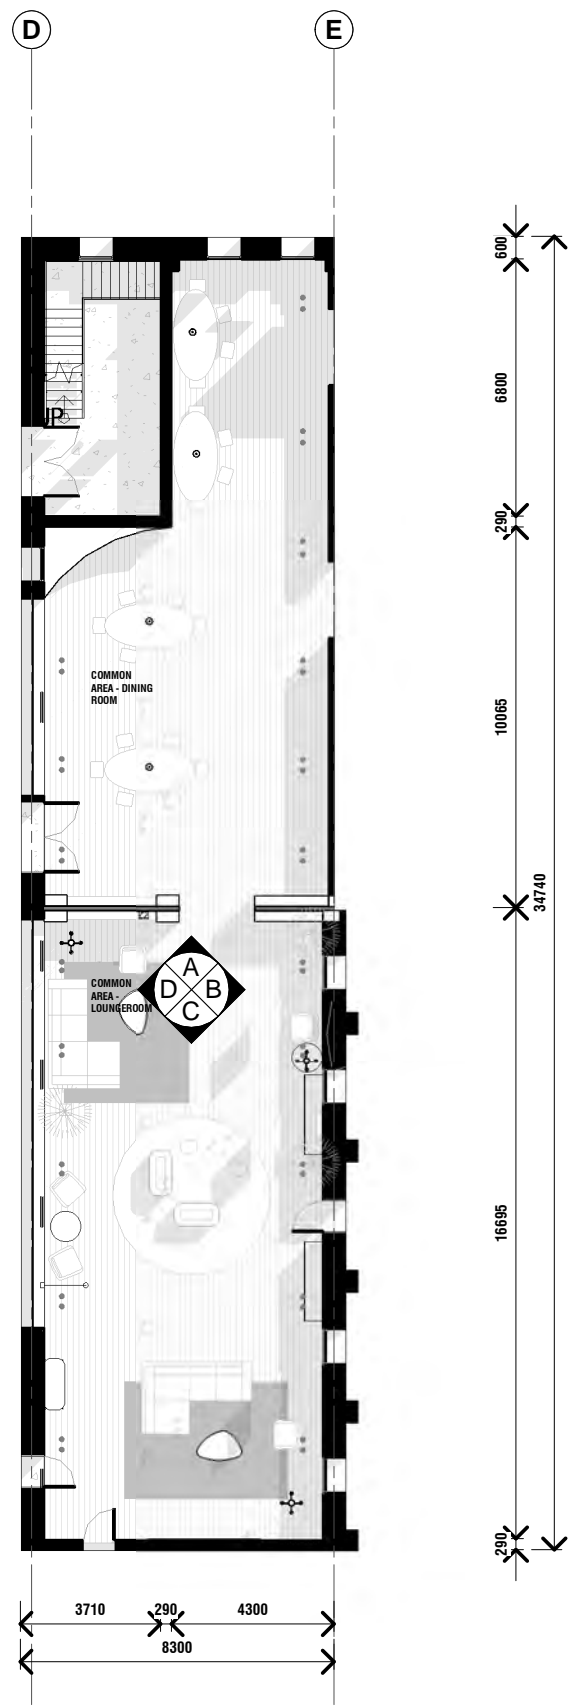 D
E
600
6800
UP
290
COMMON
AREA - DINING
ROOM
10065
34740
COMMON
AREA -
LOUNGEROOM
A
D
B
C
16695
290
3710
290
4300
8300